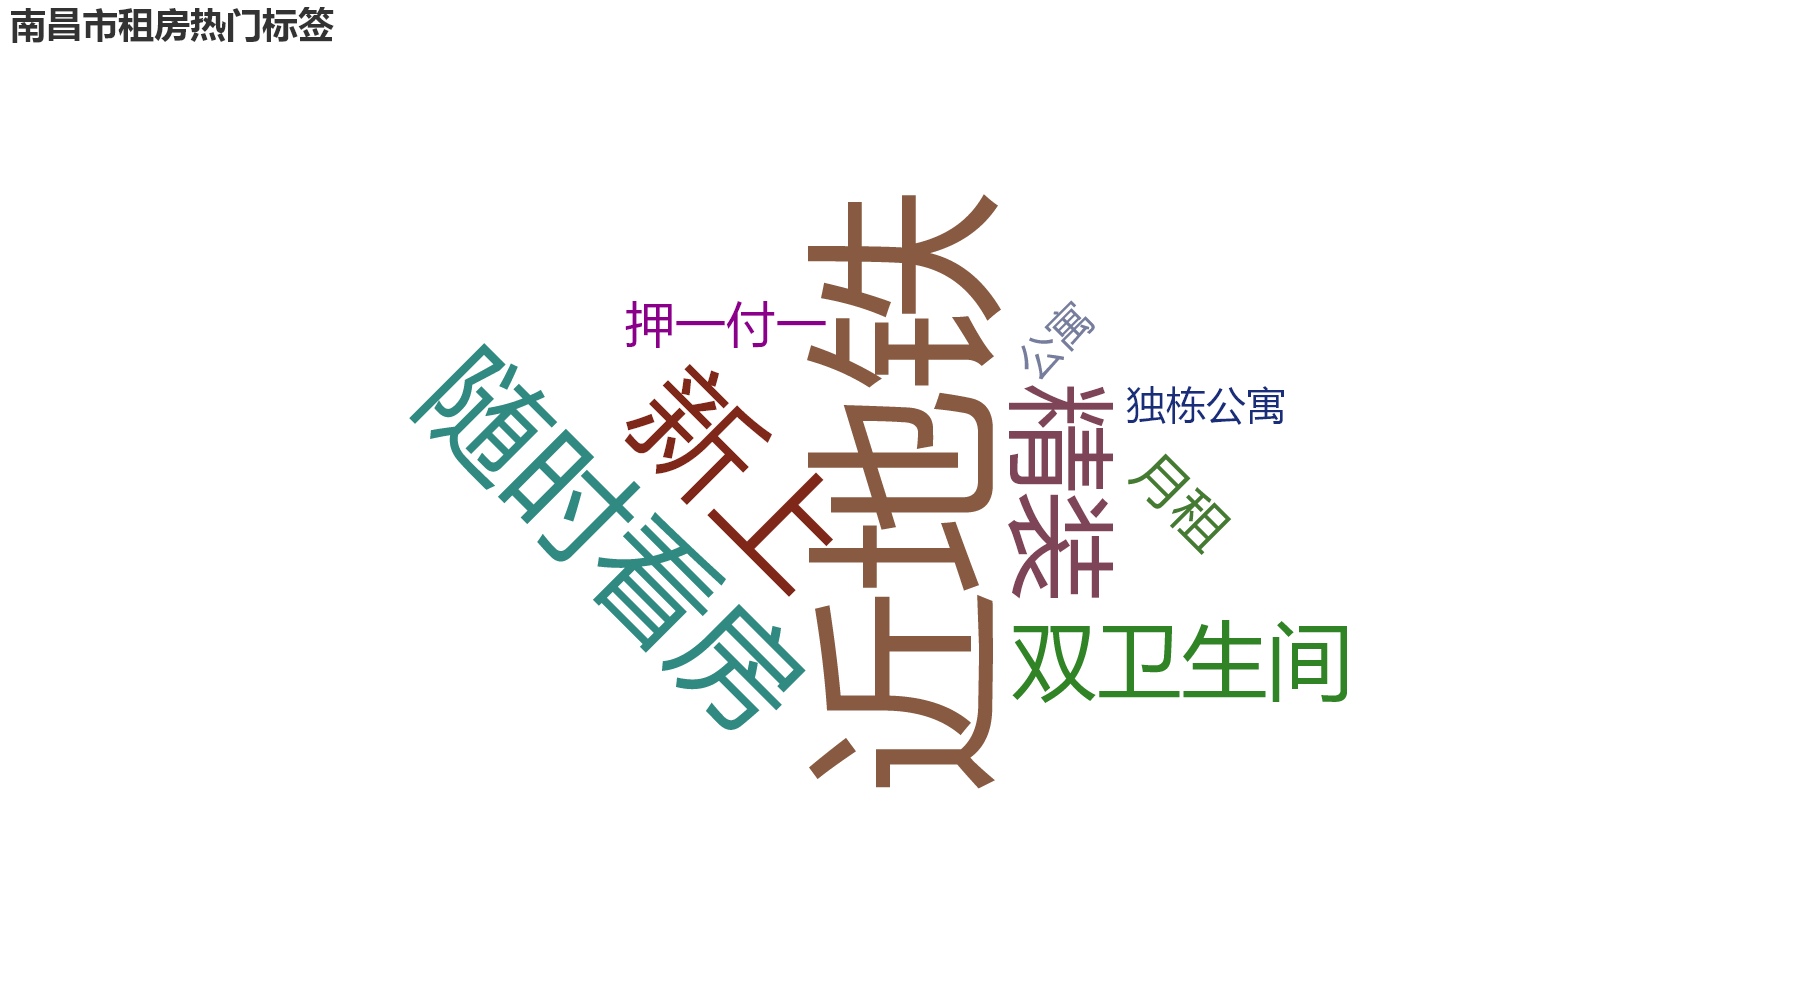 南昌市租房热门标签
近地铁
随时看房
新上
精装
双卫生间
押一付一
独栋公寓
月租
公寓